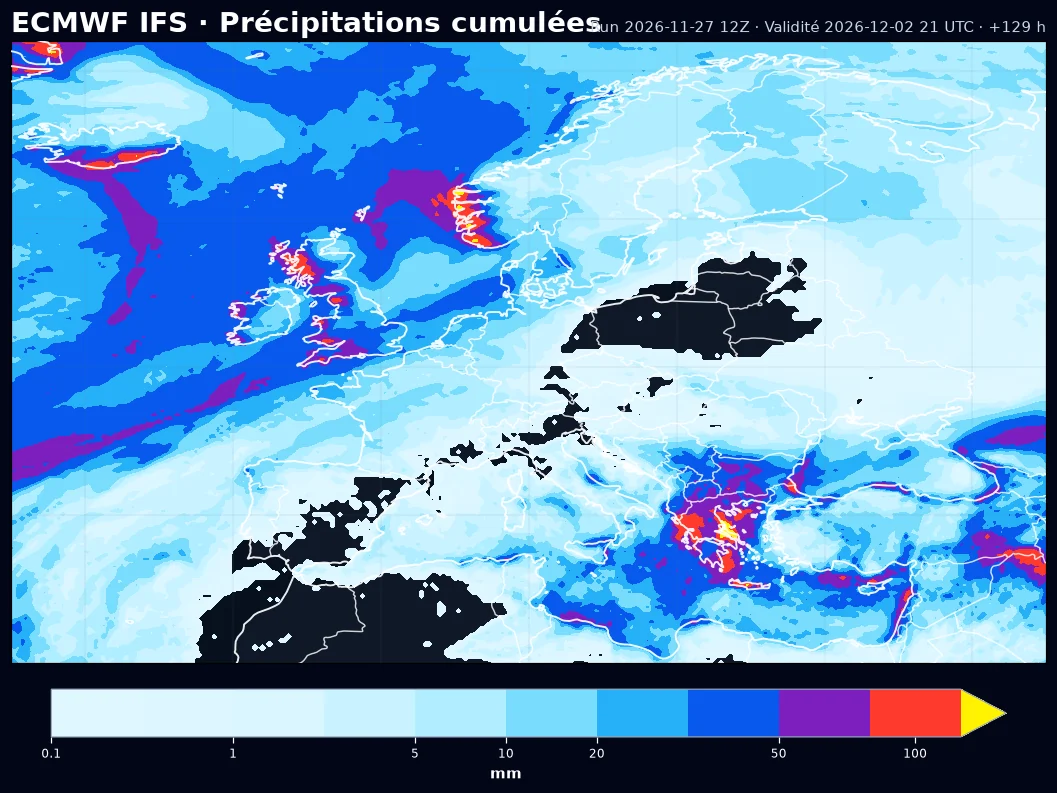 ECMWF IFS · Précipitations cumulées
Run 2026-11-27 12Z · Validité 2026-12-02 21 UTC · +129 h
0.1 1 5 10 20 50 100
mm